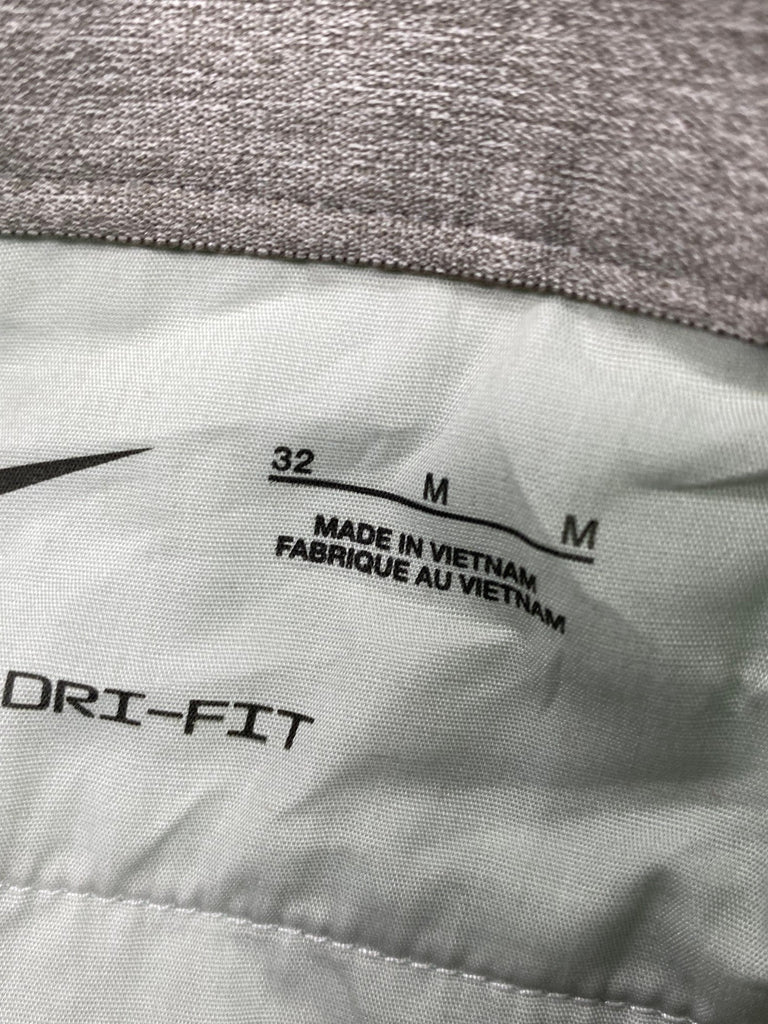 32 M M
MADE IN VIETNAM
FABRIQUE AU VIETNAM
DRI-FIT